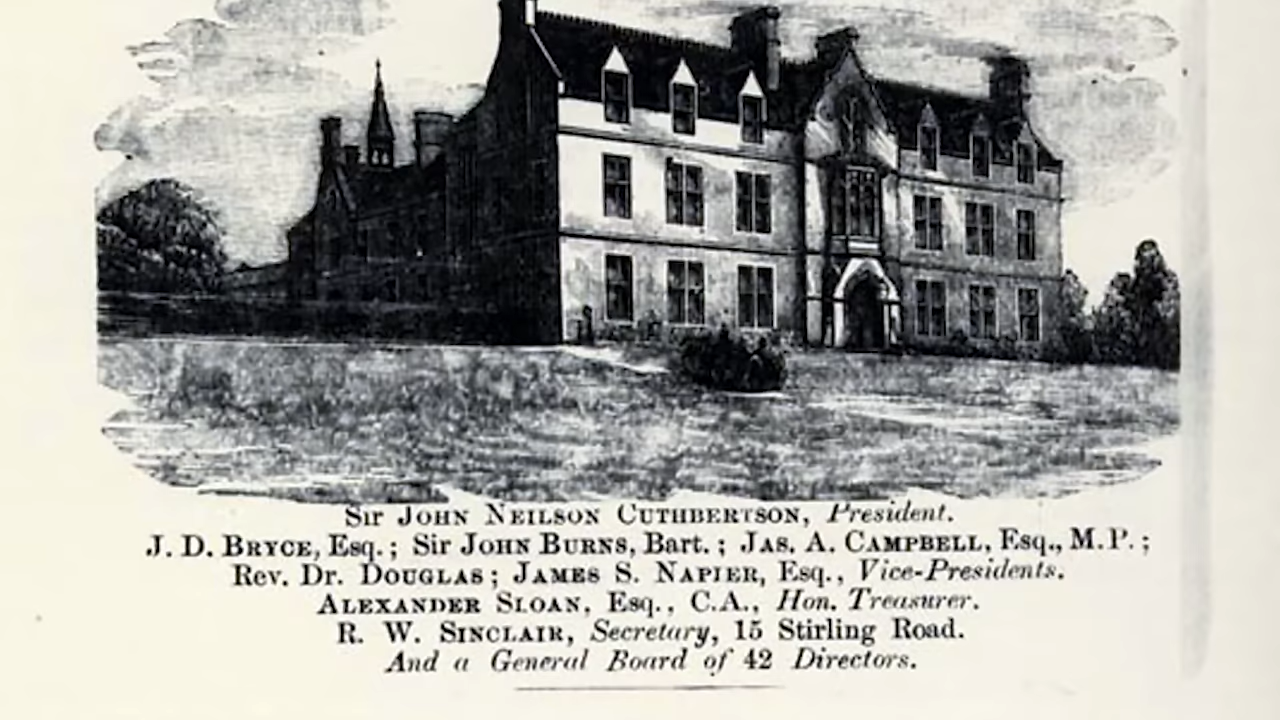 Sir JOHN NEILSON CUTHBERTSON, President.
J. D. BRYCE, Esq.; Sir JOHN BURNS, Bart.; JAS. A. CAMPBELL, Esq., M.P.;
Rev. Dr. DOUGLAS; JAMES S. NAPIER, Esq., Vice-Presidents.
ALEXANDER SLOAN, Esq., C.A., Hon. Treasurer.
R. W. SINCLAIR, Secretary, 15 Stirling Road.
And a General Board of 42 Directors.